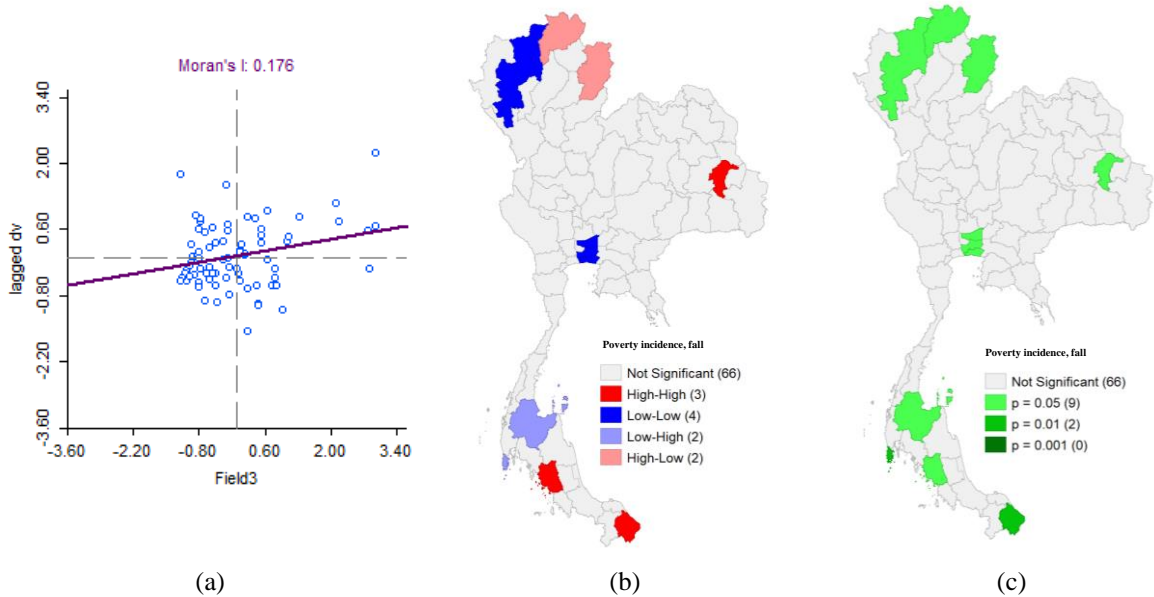 Moran's I: 0.176
3.40
2.00
0.60
-0.80
-2.20
-3.60
lagged dv
-3.60 -2.20 -0.80 0.60 2.00 3.40
Field3
(a)
Poverty incidence, fall
Not Significant (66)
High-High (3)
Low-Low (4)
Low-High (2)
High-Low (2)
(b)
Poverty incidence, fall
Not Significant (66)
p = 0.05 (9)
p = 0.01 (2)
p = 0.001 (0)
(c)